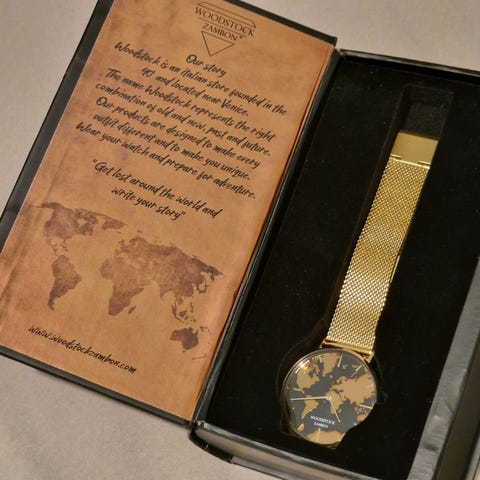 WOODSTOCK
ZAMBON
Our story
Woodstock is an Italian store founded in the
40' and located near Venice.
The name Woodstock represents the right
combination of old and new, past and future.
Our products are designed to make every
outfit different and to make you unique.
Wear your watch and prepare for adventure.
"Get lost around the world and
write your story"
www.woodstockzambon.com
WOODSTOCK
ZAMBON